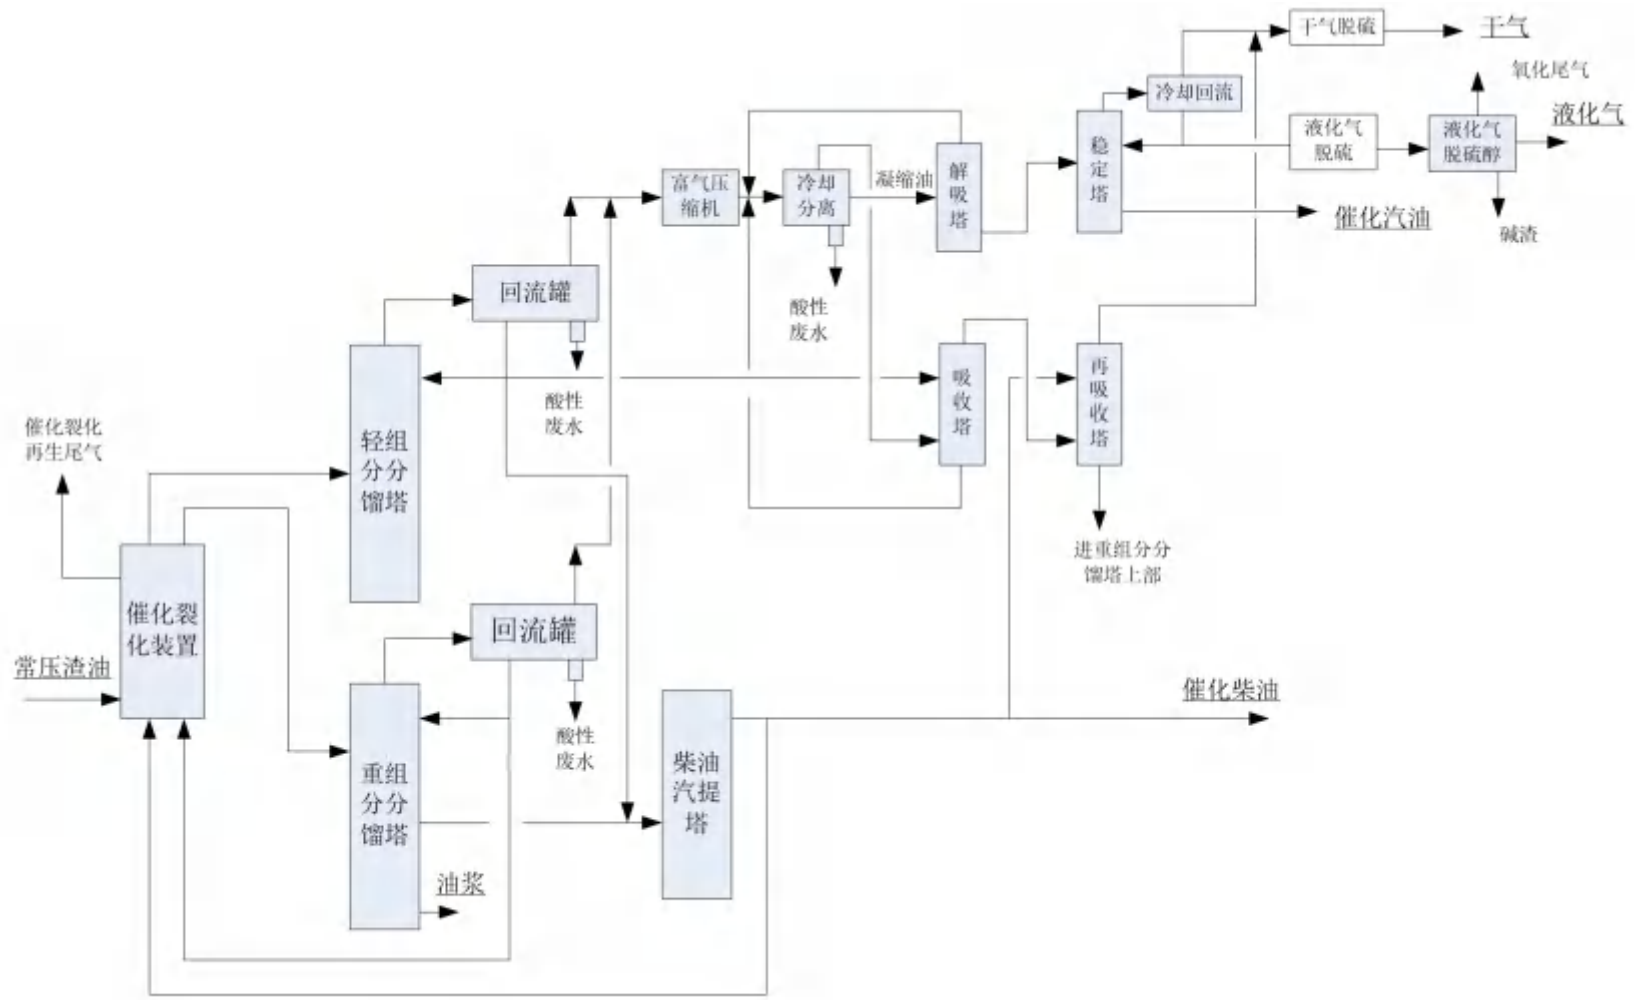 干气脱硫
干气
氧化尾气
冷却回流
液化气
液化气
脱硫
液化气
脱硫醇
稳
定
塔
解
吸
塔
富气压
缩机
冷却
分离
凝缩油
催化汽油
碱渣
回流罐
酸性
废水
酸性
废水
吸
收
塔
再
吸
收
塔
催化裂化
再生尾气
轻组
分分
馏塔
进重组分分
馏塔上部
催化裂
化装置
常压渣油
回流罐
酸性
废水
催化柴油
重组
分分
馏塔
柴油
汽提
塔
油浆